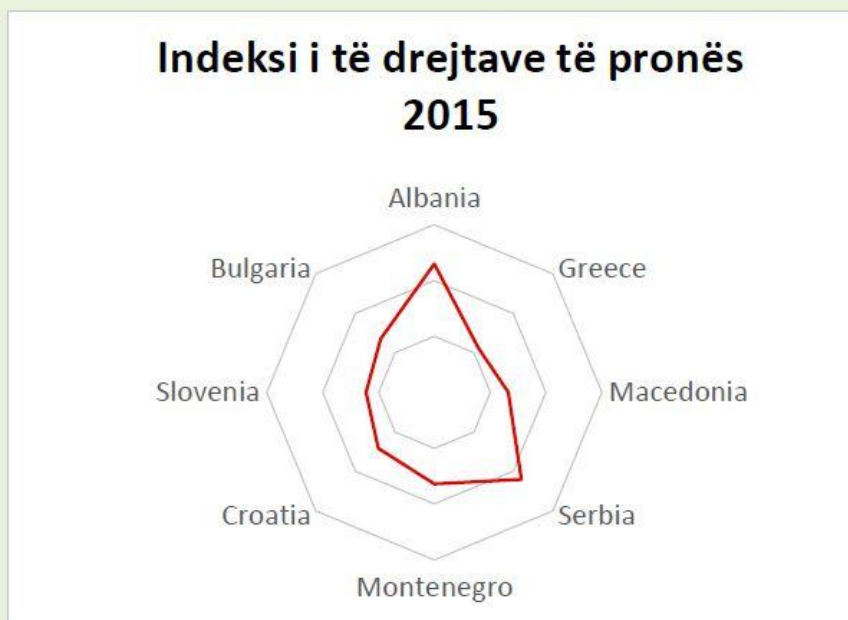 Indeksi i të drejtave të pronës
2015
Albania
Bulgaria
Greece
Slovenia
Macedonia
Croatia
Serbia
Montenegro